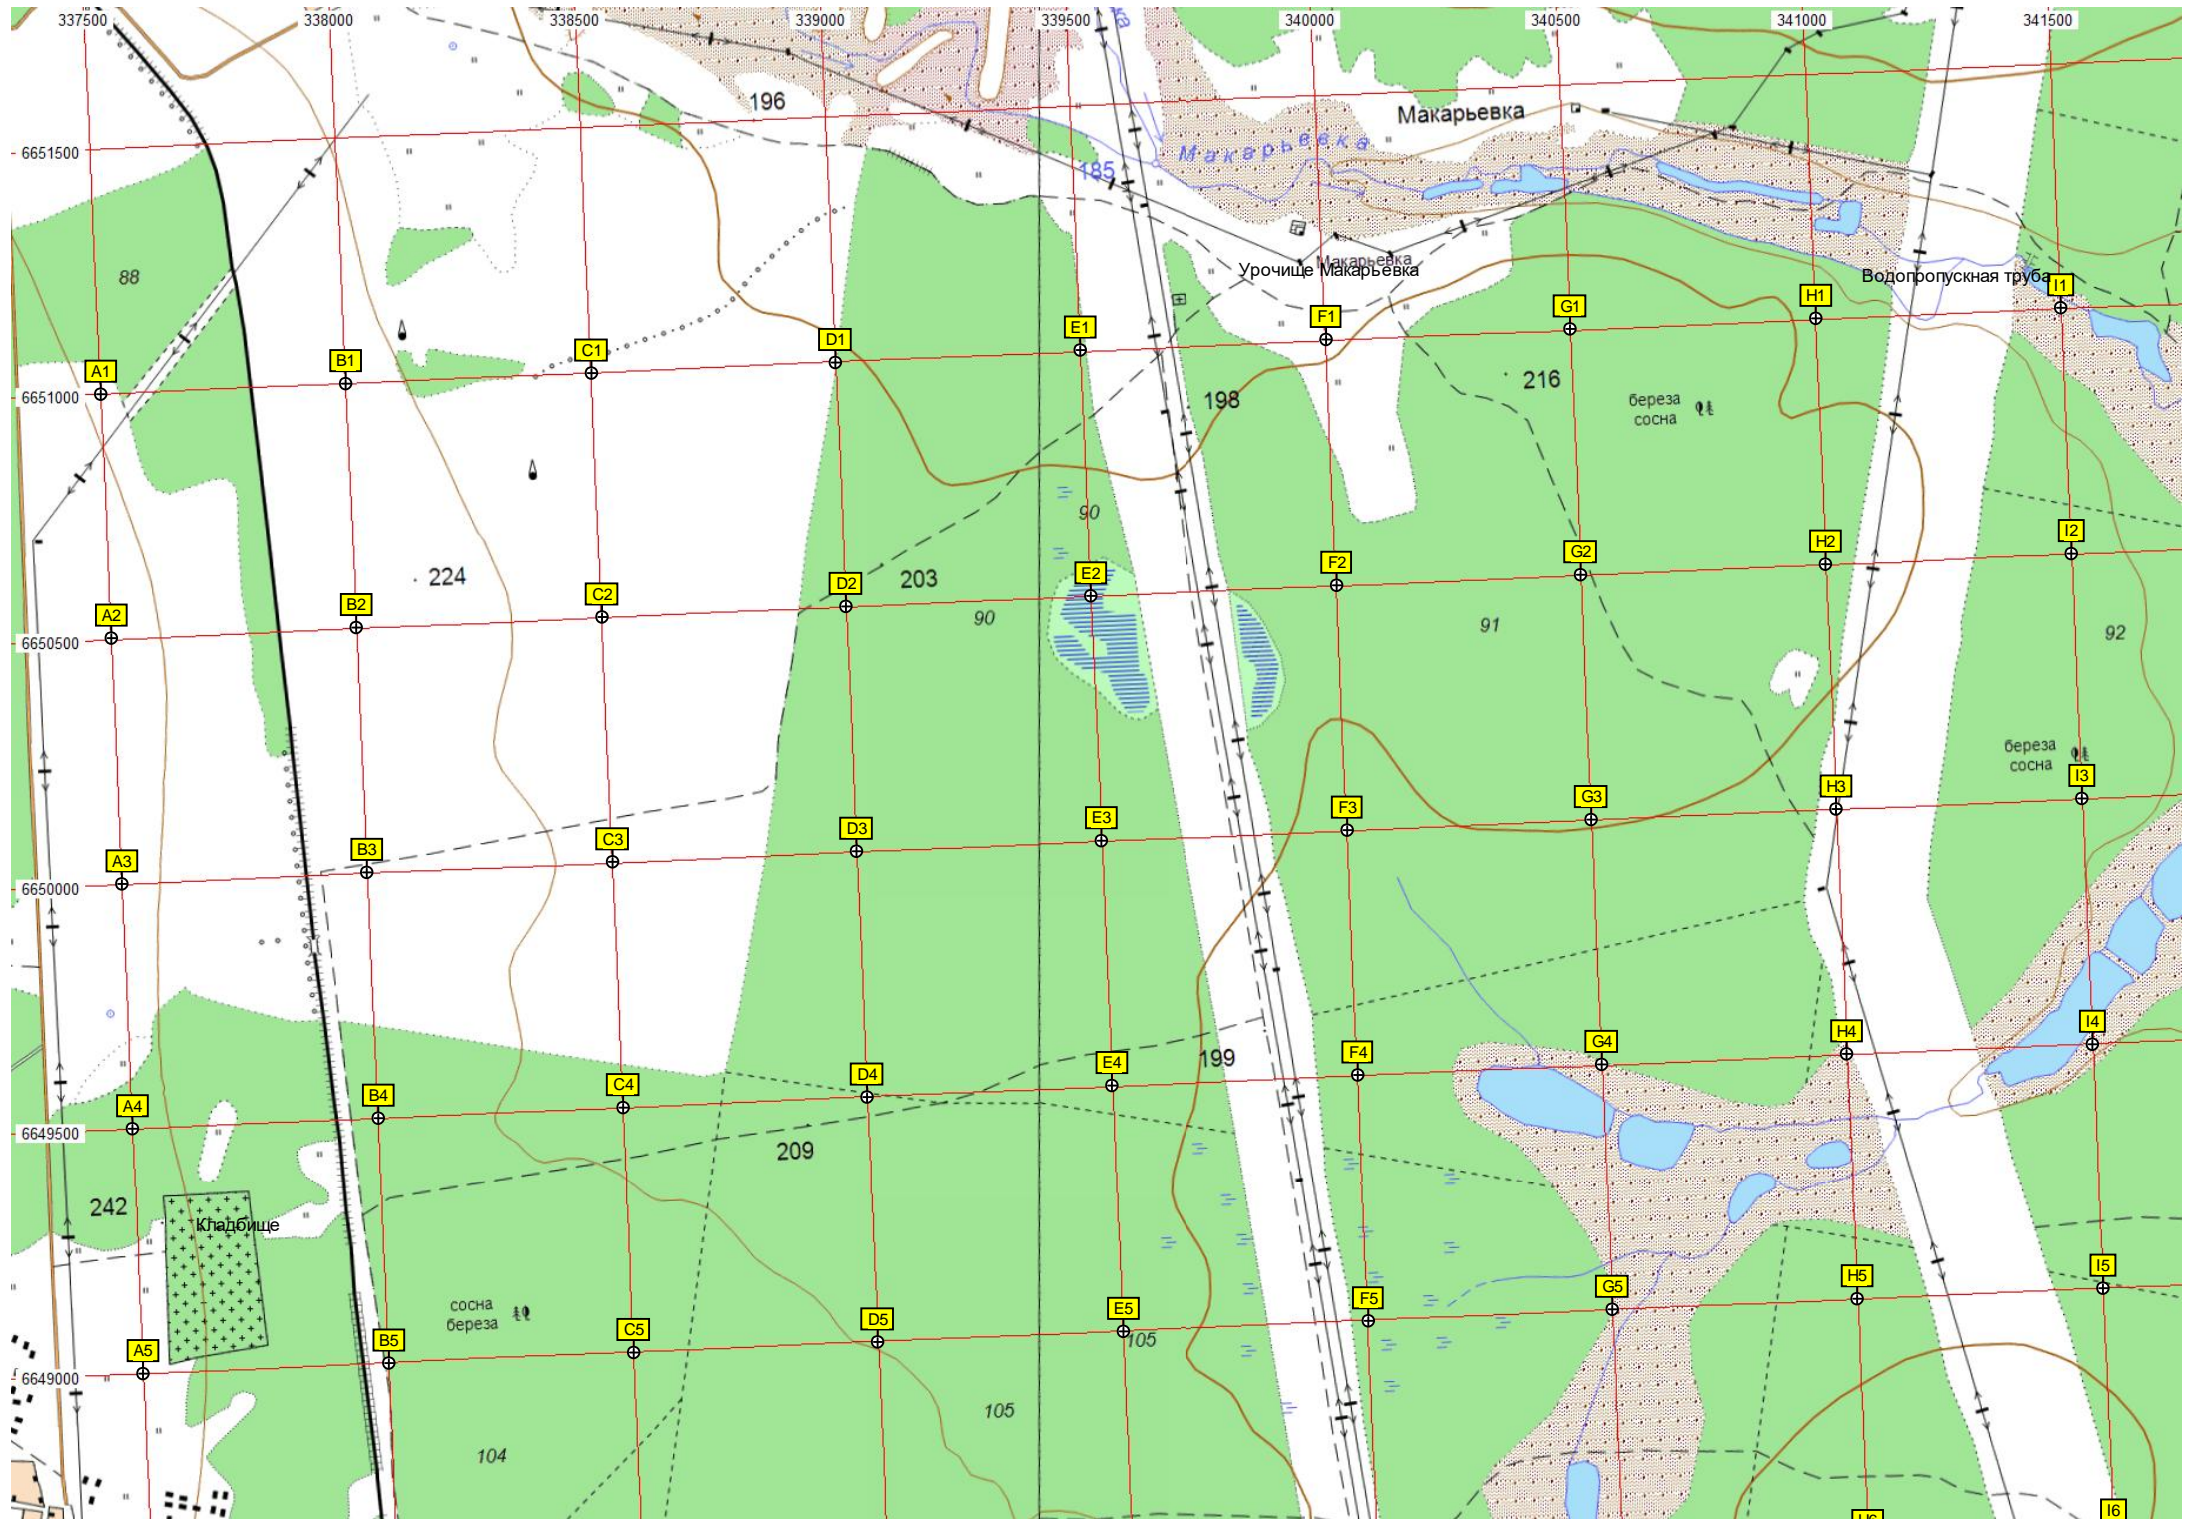 337500 338000 338500 339000 339500 340000 340500 341000 341500
196
Макарьевка
6651500
Макарьевка
185
88
Макарьевка
Урочище Макарьевка
Водопропускная труба
A1 B1 C1 D1 E1 F1 G1 H1 I1
6651000
198
216
береза
сосна
90
224
203
A2 B2 C2 D2 E2 F2 G2 H2 I2
90
91
92
6650500
береза
сосна
A3 B3 C3 D3 E3 F3 G3 H3 I3
6650000
199
A4 B4 C4 D4 E4 F4 G4 H4 I4
6649500
209
242
Кладбище
сосна
береза
A5 B5 C5 D5 E5 F5 G5 H5 I5
105
6649000
105
104
I6